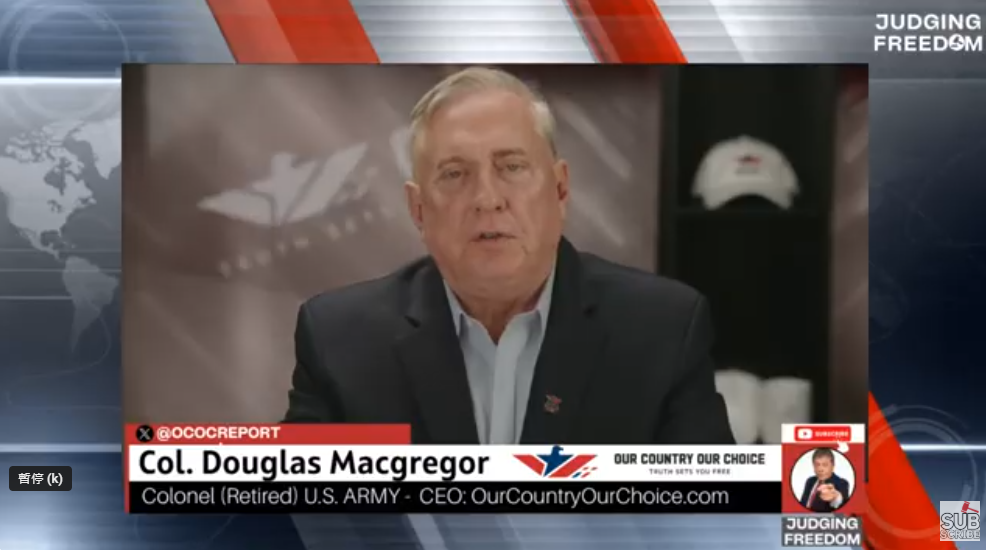 JUDGING
FREEDOM
@OCOCREPORT
SUBSCRIBE
Col. Douglas Macgregor
OUR COUNTRY OUR CHOICE
TRUTH SETS YOU FREE
Colonel (Retired) U.S. ARMY - CEO: OurCountryOurChoice.com
暫停 (k)
JUDGING
FREEDOM
SUB
SCRIBE